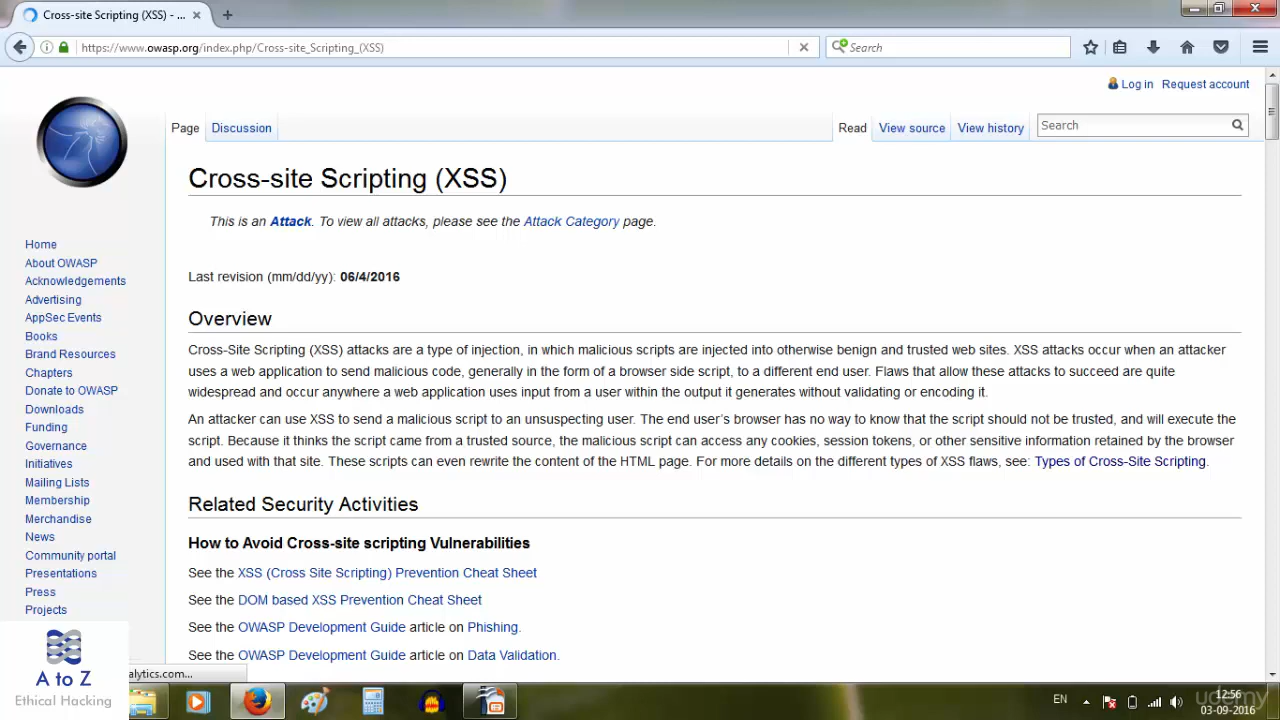 Cross-site Scripting (XSS) - ...
https://www.owasp.org/index.php/Cross-site_Scripting_(XSS)
Search
Log in Request account
Page Discussion Read View source View history Search
Cross-site Scripting (XSS)
This is an Attack. To view all attacks, please see the Attack Category page.
Last revision (mm/dd/yy): 06/4/2016
Overview
Cross-Site Scripting (XSS) attacks are a type of injection, in which malicious scripts are injected into otherwise benign and trusted web sites. XSS attacks occur when an attacker
uses a web application to send malicious code, generally in the form of a browser side script, to a different end user. Flaws that allow these attacks to succeed are quite
widespread and occur anywhere a web application uses input from a user within the output it generates without validating or encoding it.
An attacker can use XSS to send a malicious script to an unsuspecting user. The end user's browser has no way to know that the script should not be trusted, and will execute the
script. Because it thinks the script came from a trusted source, the malicious script can access any cookies, session tokens, or other sensitive information retained by the browser
and used with that site. These scripts can even rewrite the content of the HTML page. For more details on the different types of XSS flaws, see: Types of Cross-Site Scripting.
Related Security Activities
How to Avoid Cross-site scripting Vulnerabilities
See the XSS (Cross Site Scripting) Prevention Cheat Sheet
See the DOM based XSS Prevention Cheat Sheet
See the OWASP Development Guide article on Phishing.
See the OWASP Development Guide article on Data Validation.
Home
About OWASP
Acknowledgements
Advertising
AppSec Events
Books
Brand Resources
Chapters
Donate to OWASP
Downloads
Funding
Governance
Initiatives
Mailing Lists
Membership
Merchandise
News
Community portal
Presentations
Press
Projects
alytics.com...
A to Z
Ethical Hacking
EN
12:56
03-09-2016
udemy